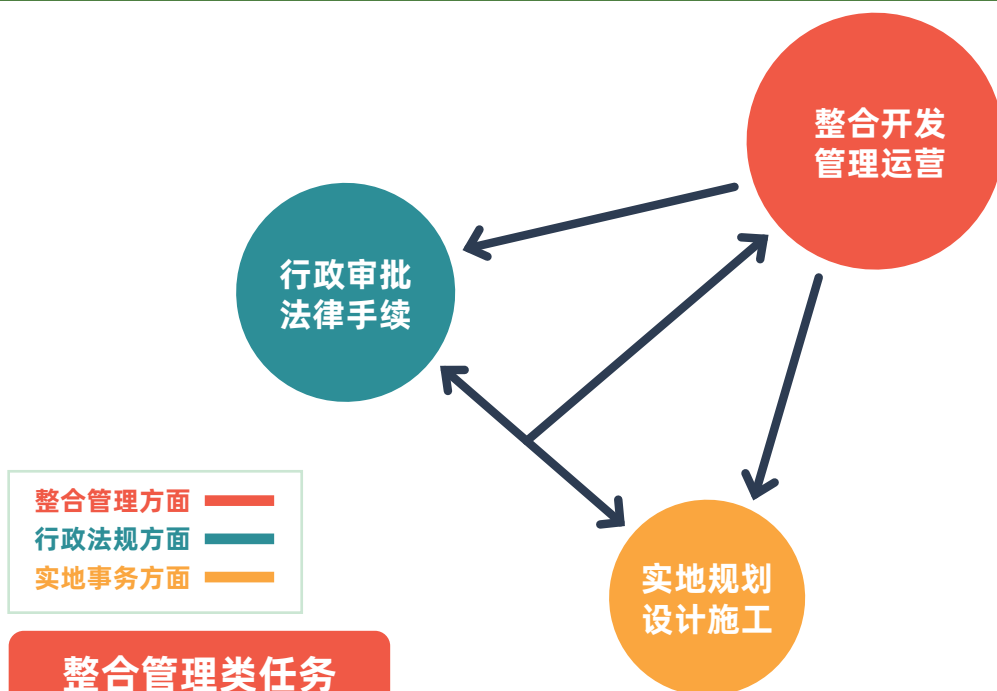 整合开发
管理运营
行政审批
法律手续
整合管理方面
行政法规方面
实地事务方面
实地规划
设计施工
整合管理类任务